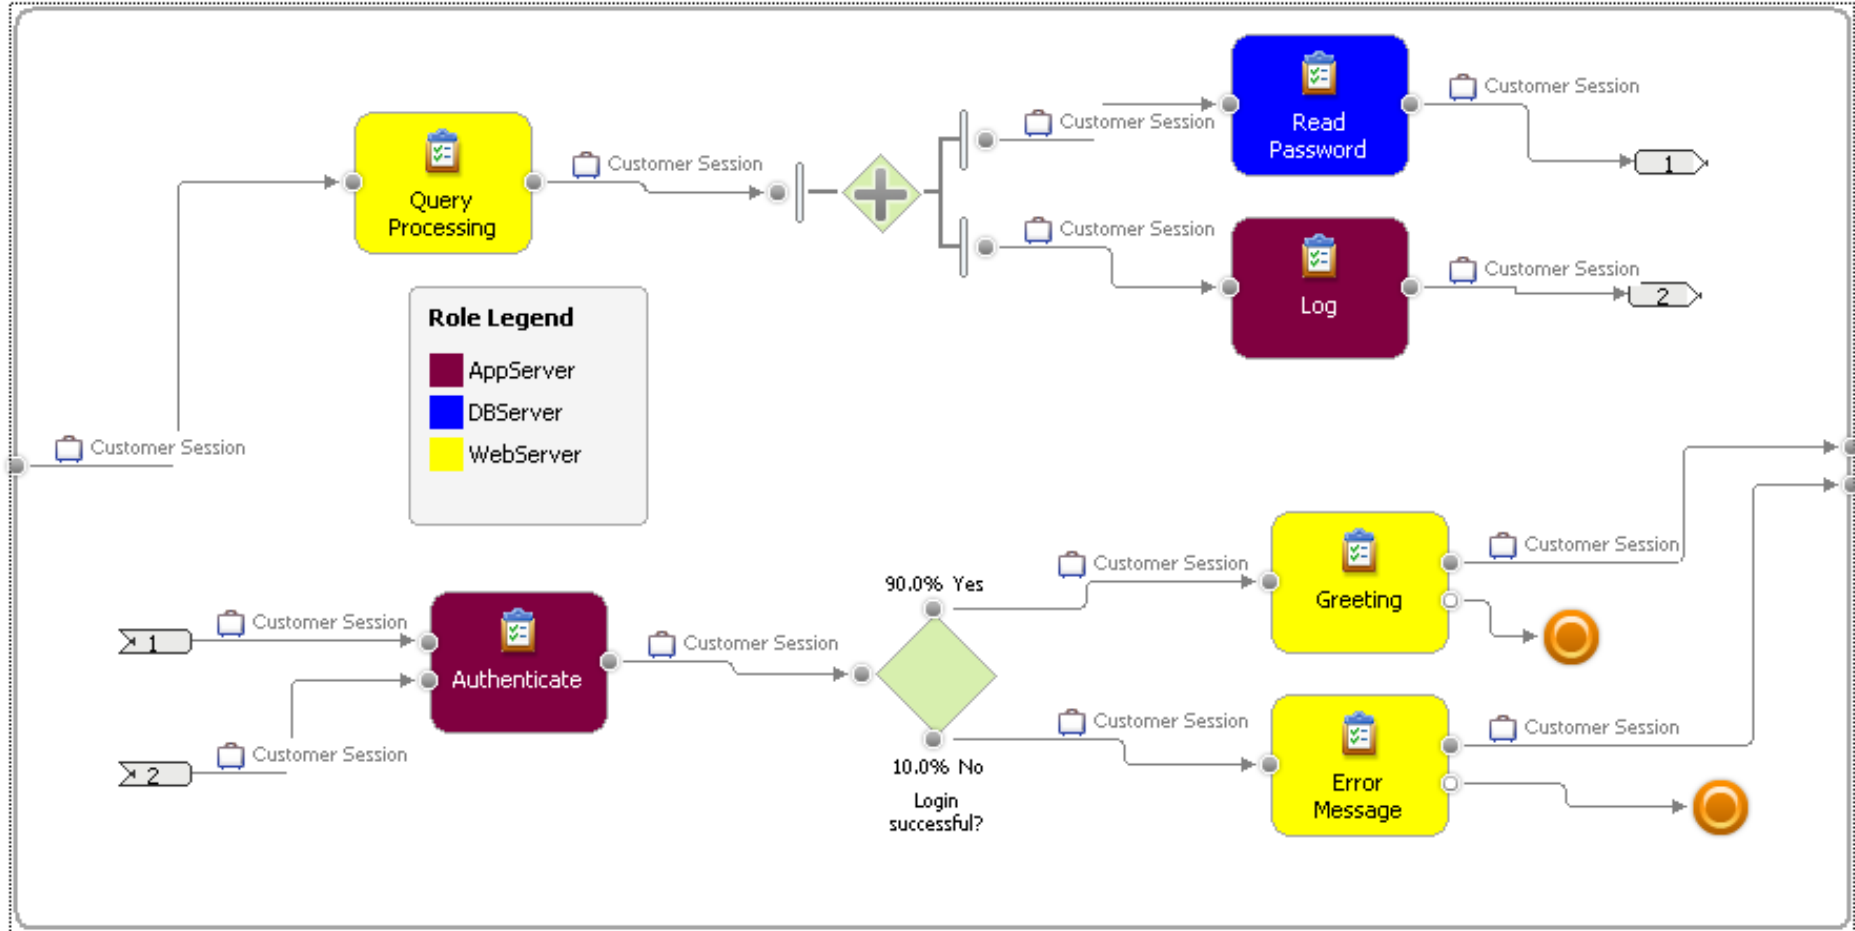 Customer Session
Read
Password
Customer Session
1
Customer Session
Query
Processing
Customer Session
Customer Session
Log
Customer Session
2
Role Legend
AppServer
DBServer
WebServer
Customer Session
1
Customer Session
Authenticate
Customer Session
2
Customer Session
90.0% Yes
10.0% No
Login
successful?
Customer Session
Greeting
Customer Session
Customer Session
Error
Message
Customer Session